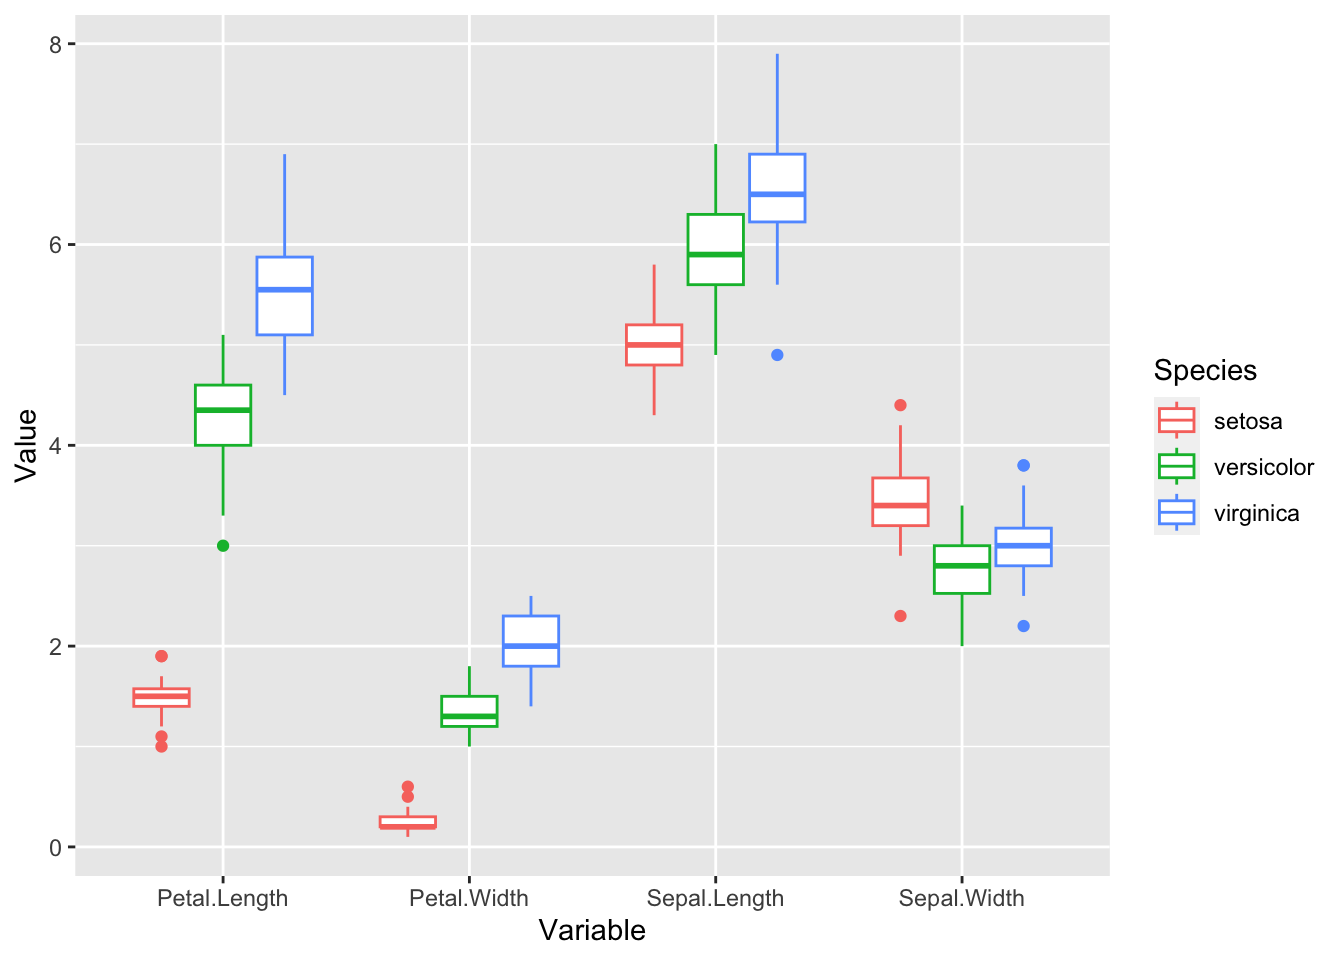 8
6
4
2
0
Value
Petal.Length
Petal.Width
Sepal.Length
Sepal.Width
Variable
Species
setosa
versicolor
virginica